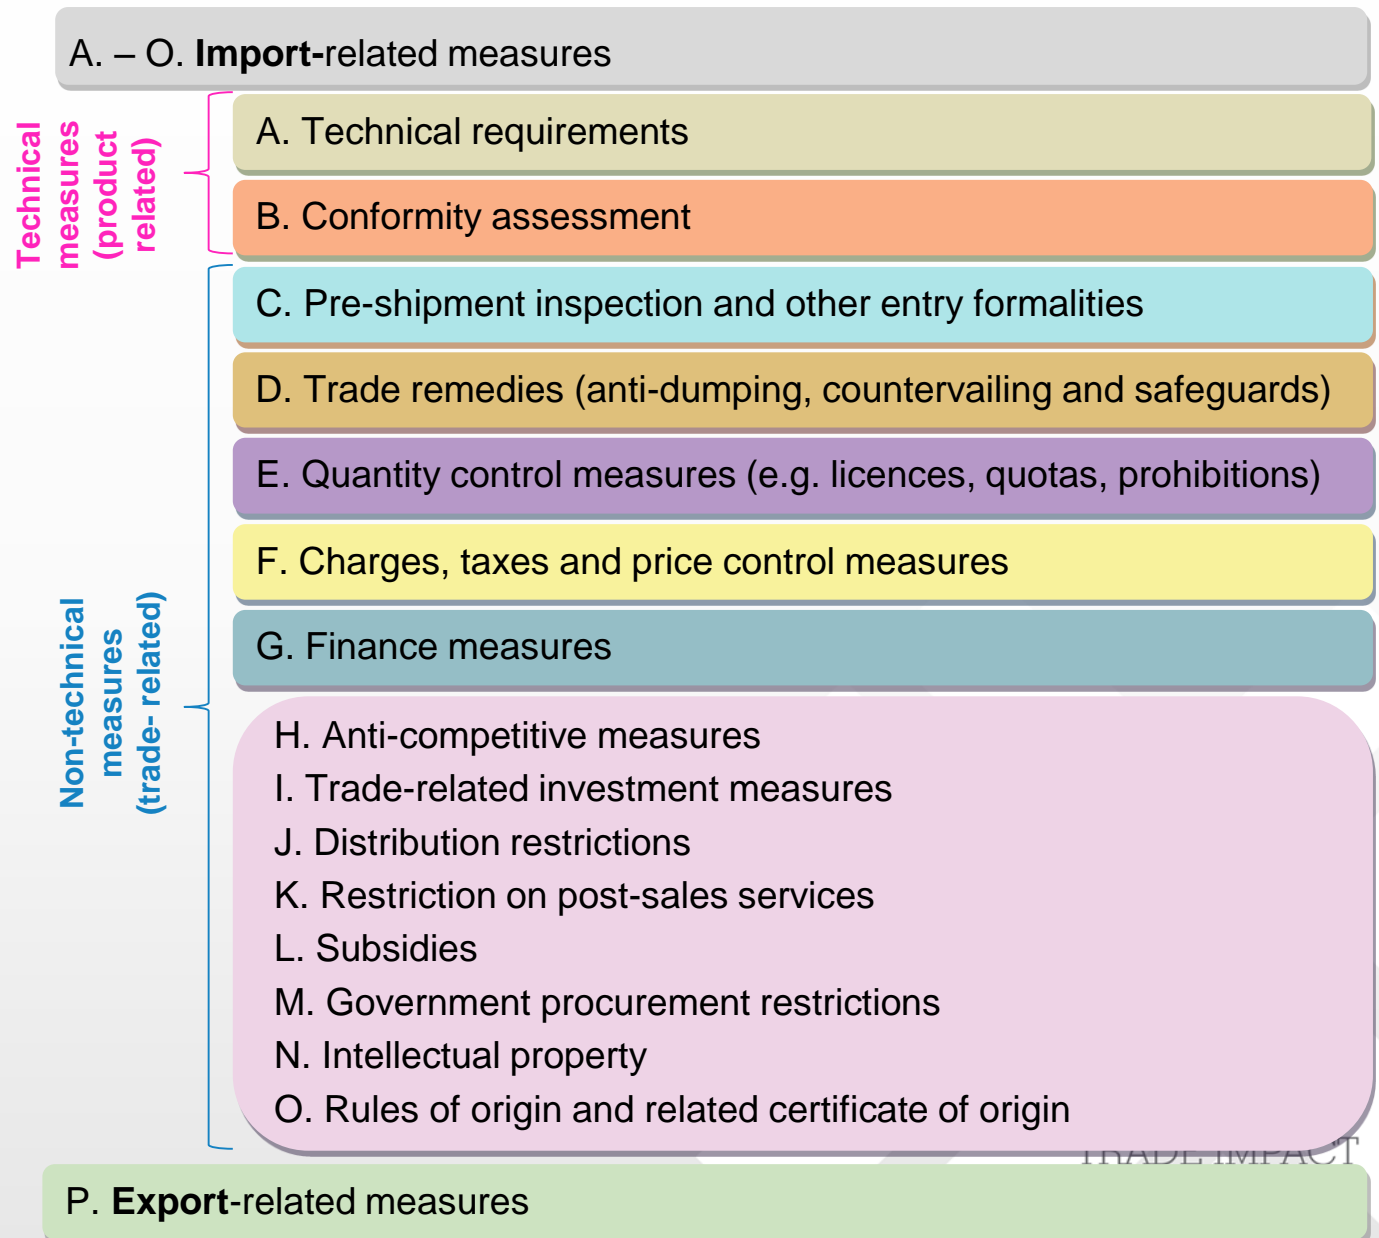 A. – O. Import-related measures
Technical
measures
(product
related)
A. Technical requirements
B. Conformity assessment
Non-technical
measures
(trade- related)
C. Pre-shipment inspection and other entry formalities
D. Trade remedies (anti-dumping, countervailing and safeguards)
E. Quantity control measures (e.g. licences, quotas, prohibitions)
F. Charges, taxes and price control measures
G. Finance measures
H. Anti-competitive measures
I. Trade-related investment measures
J. Distribution restrictions
K. Restriction on post-sales services
L. Subsidies
M. Government procurement restrictions
N. Intellectual property
O. Rules of origin and related certificate of origin
TRADE IMPACT
P. Export-related measures